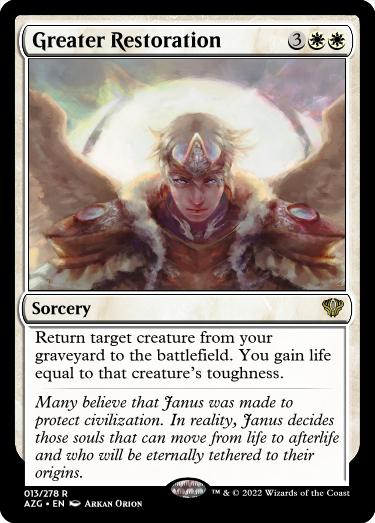 Greater Restoration 3
Sorcery
Return target creature from your
graveyard to the battlefield. You gain life
equal to that creature's toughness.
Many believe that Janus was made to
protect civilization. In reality, Janus decides
those souls that can move from life to afterlife
and who will be eternally tethered to their
origins.
013/278 R
AZG • EN Arkan Orion
™ & © 2022 Wizards of the Coast